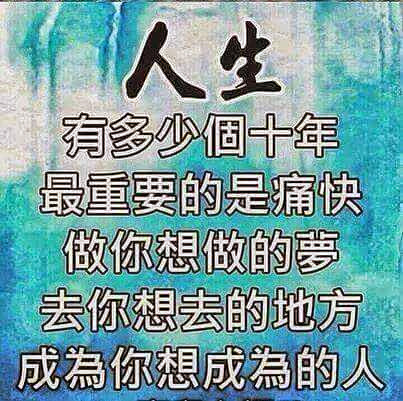 人生
有多少個十年
最重要的是痛快
做你想做的夢
去你想去的地方
成為你想成為的人